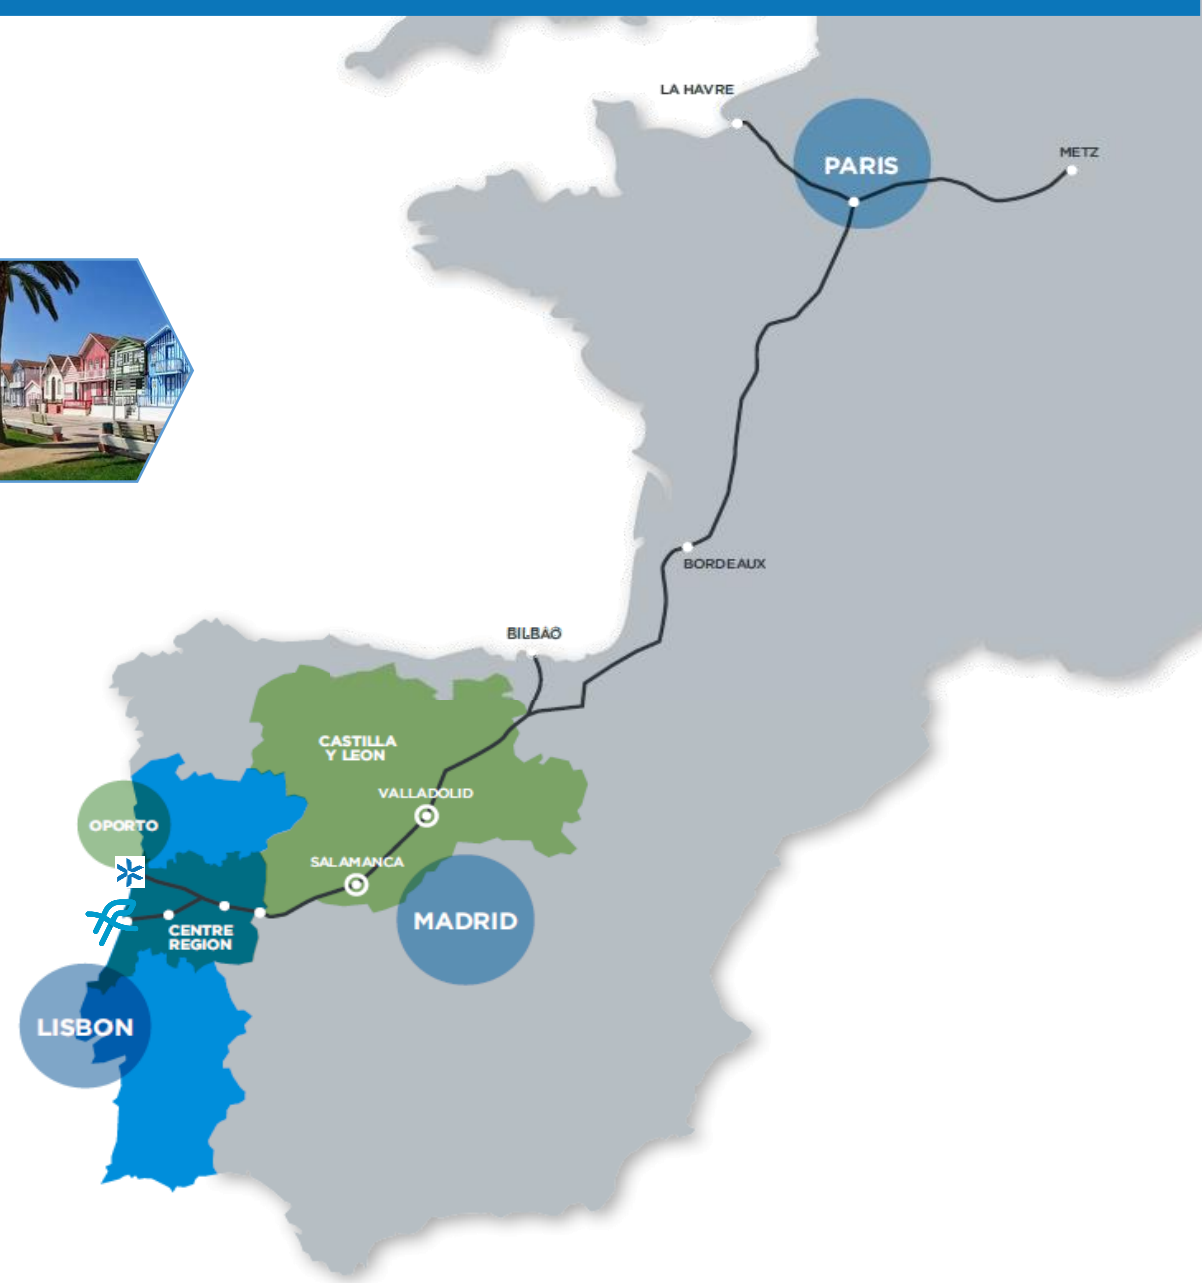 LA HAVRE
METZ
PARIS
BORDEAUX
BILBAO
CASTILLA
Y LEON
VALLADOLID
OPORTO
SALAMANCA
MADRID
CENTRE
REGION
LISBON